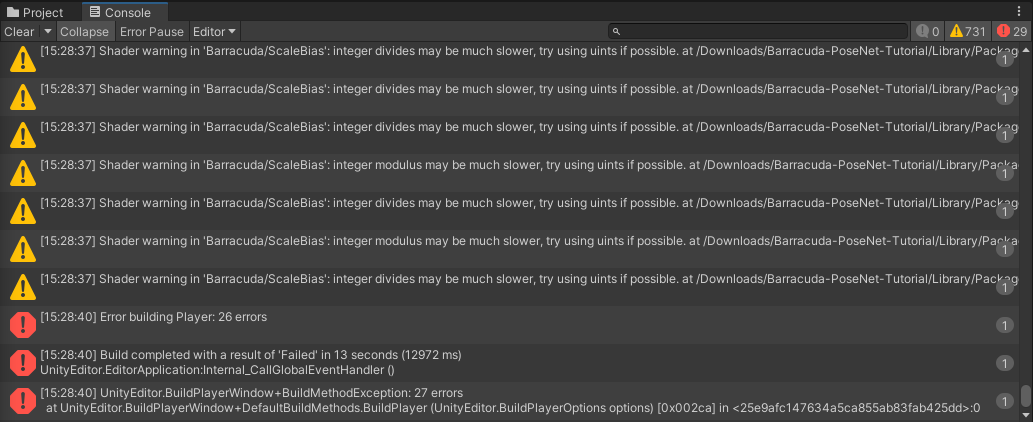 Project
Console
Clear Collapse Error Pause Editor 0 731 29
[15:28:37] Shader warning in 'Barracuda/ScaleBias': integer divides may be much slower, try using uints if possible. at /Downloads/Barracuda-PoseNet-Tutorial/Library/Package
1
[15:28:37] Shader warning in 'Barracuda/ScaleBias': integer divides may be much slower, try using uints if possible. at /Downloads/Barracuda-PoseNet-Tutorial/Library/Package
1
[15:28:37] Shader warning in 'Barracuda/ScaleBias': integer divides may be much slower, try using uints if possible. at /Downloads/Barracuda-PoseNet-Tutorial/Library/Package
1
[15:28:37] Shader warning in 'Barracuda/ScaleBias': integer modulus may be much slower, try using uints if possible. at /Downloads/Barracuda-PoseNet-Tutorial/Library/Packa
1
[15:28:37] Shader warning in 'Barracuda/ScaleBias': integer divides may be much slower, try using uints if possible. at /Downloads/Barracuda-PoseNet-Tutorial/Library/Package
1
[15:28:37] Shader warning in 'Barracuda/ScaleBias': integer modulus may be much slower, try using uints if possible. at /Downloads/Barracuda-PoseNet-Tutorial/Library/Packa
1
[15:28:37] Shader warning in 'Barracuda/ScaleBias': integer divides may be much slower, try using uints if possible. at /Downloads/Barracuda-PoseNet-Tutorial/Library/Package
1
[15:28:40] Error building Player: 26 errors
1
[15:28:40] Build completed with a result of 'Failed' in 13 seconds (12972 ms)
UnityEditor.EditorApplication:Internal_CallGlobalEventHandler ()
1
[15:28:40] UnityEditor.BuildPlayerWindow+BuildMethodException: 27 errors
at UnityEditor.BuildPlayerWindow+DefaultBuildMethods.BuildPlayer (UnityEditor.BuildPlayerOptions options) [0x002ca] in <25e9afc147634a5ca855ab83fab425dd>:0
1